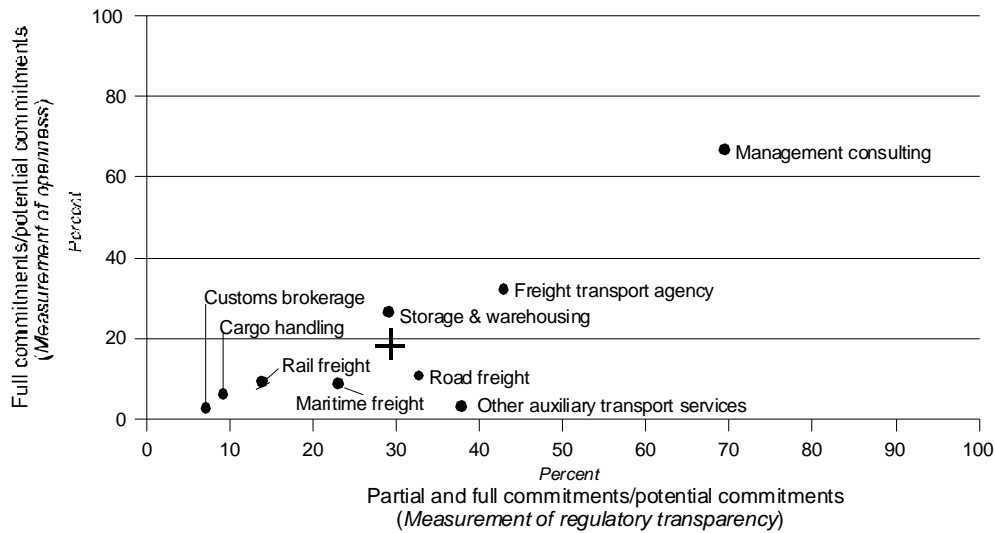 Full commitments/potential commitments
(Measurement of openness)
Percent
100
80
60
40
20
0
Management consulting
Freight transport agency
Customs brokerage
Storage & warehousing
Cargo handling
Rail freight
Road freight
Maritime freight
Other auxiliary transport services
0 10 20 30 40 50 60 70 80 90 100
Percent
Partial and full commitments/potential commitments
(Measurement of regulatory transparency)